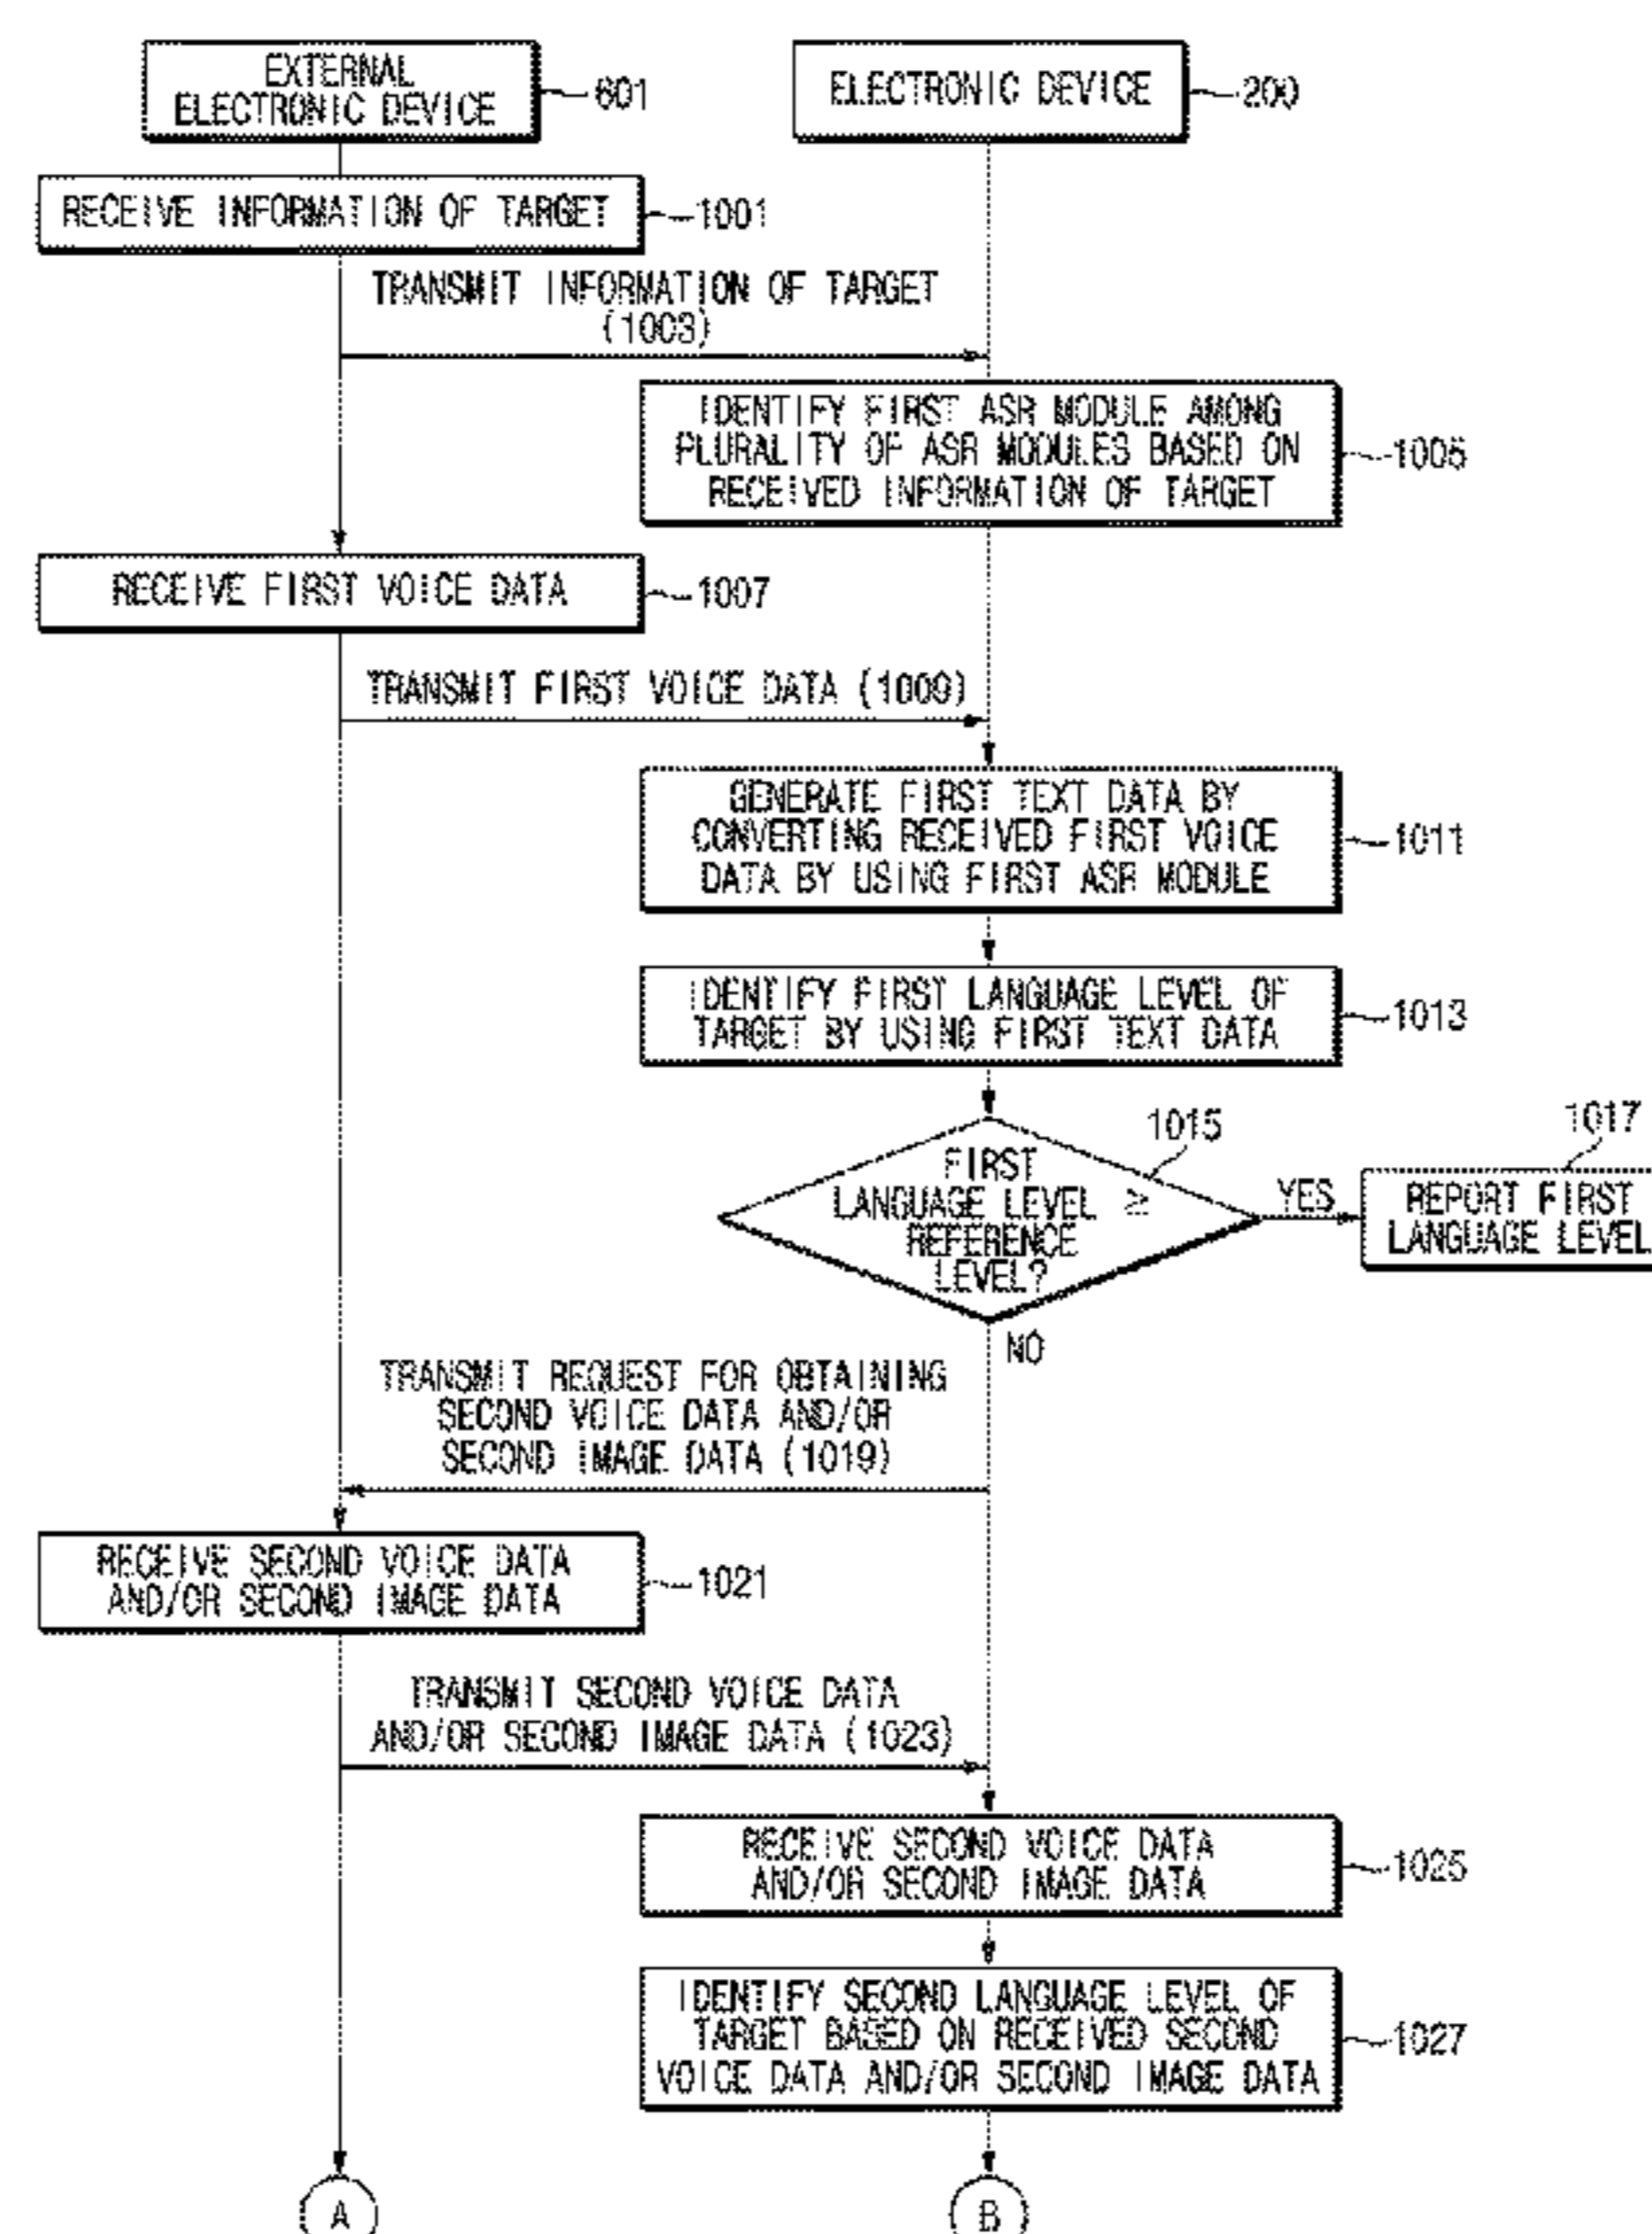 EXTERNAL
ELECTRONIC DEVICE
601
ELECTRONIC DEVICE
200
RECEIVE INFORMATION OF TARGET
1001
TRANSMIT INFORMATION OF TARGET
(1003)
IDENTIFY FIRST ASR MODULE AMONG
PLURALITY OF ASR MODULES BASED ON
RECEIVED INFORMATION OF TARGET
1005
RECEIVE FIRST VOICE DATA
1007
TRANSMIT FIRST VOICE DATA (1009)
GENERATE FIRST TEXT DATA BY
CONVERTING RECEIVED FIRST VOICE
DATA BY USING FIRST ASR MODULE
1011
IDENTIFY FIRST LANGUAGE LEVEL OF
TARGET BY USING FIRST TEXT DATA
1013
1015
FIRST
LANGUAGE LEVEL ≥
REFERENCE
LEVEL?
YES
1017
REPORT FIRST
LANGUAGE LEVEL
NO
TRANSMIT REQUEST FOR OBTAINING
SECOND VOICE DATA AND/OR
SECOND IMAGE DATA (1019)
RECEIVE SECOND VOICE DATA
AND/OR SECOND IMAGE DATA
1021
TRANSMIT SECOND VOICE DATA
AND/OR SECOND IMAGE DATA (1023)
RECEIVE SECOND VOICE DATA
AND/OR SECOND IMAGE DATA
1025
IDENTIFY SECOND LANGUAGE LEVEL OF
TARGET BASED ON RECEIVED SECOND
VOICE DATA AND/OR SECOND IMAGE DATA
1027
A
B